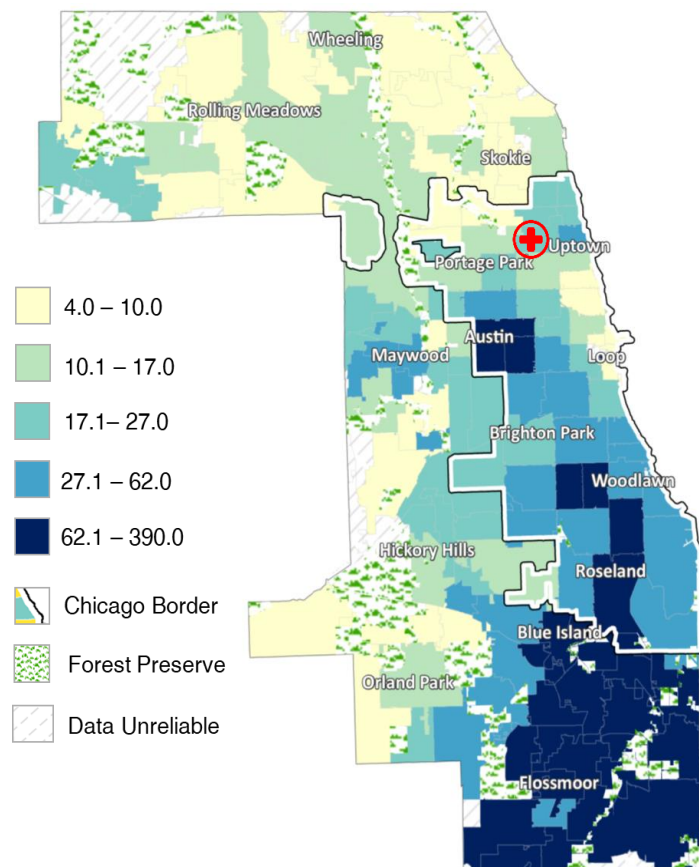 Wheeling
Rolling Meadows
Skokie
Uptown
Portage Park
4.0 – 10.0
Austin
10.1 – 17.0
Maywood
Loop
17.1– 27.0
Brighton Park
27.1 – 62.0
Woodlawn
62.1 – 390.0
Hickory Hills
Roseland
Chicago Border
Blue Island
Forest Preserve
Orland Park
Data Unreliable
Flossmoor